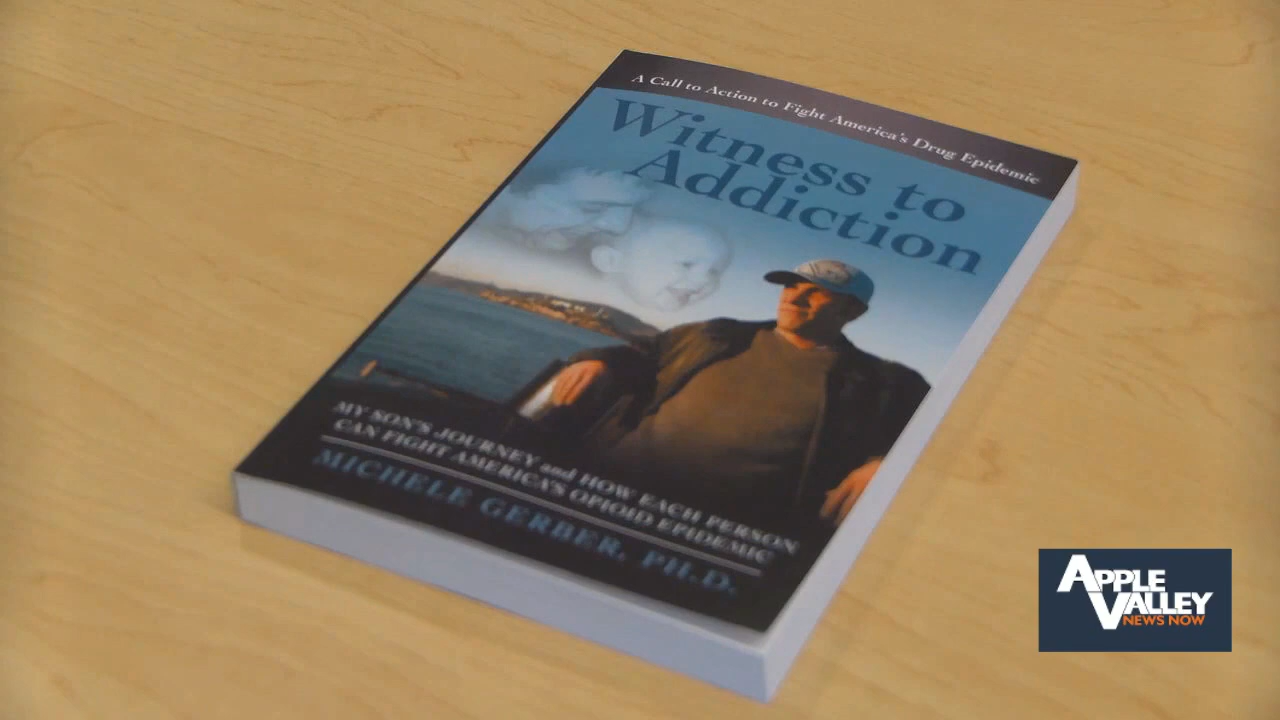 A Call to Action to Fight America's Drug Epidemic
Witness to
Addiction
MY SON'S JOURNEY and HOW EACH PERSON
CAN FIGHT AMERICA'S OPIOID EPIDEMIC
MICHELE GERBER, PH.D.
APPLE
VALLEY
NEWS NOW